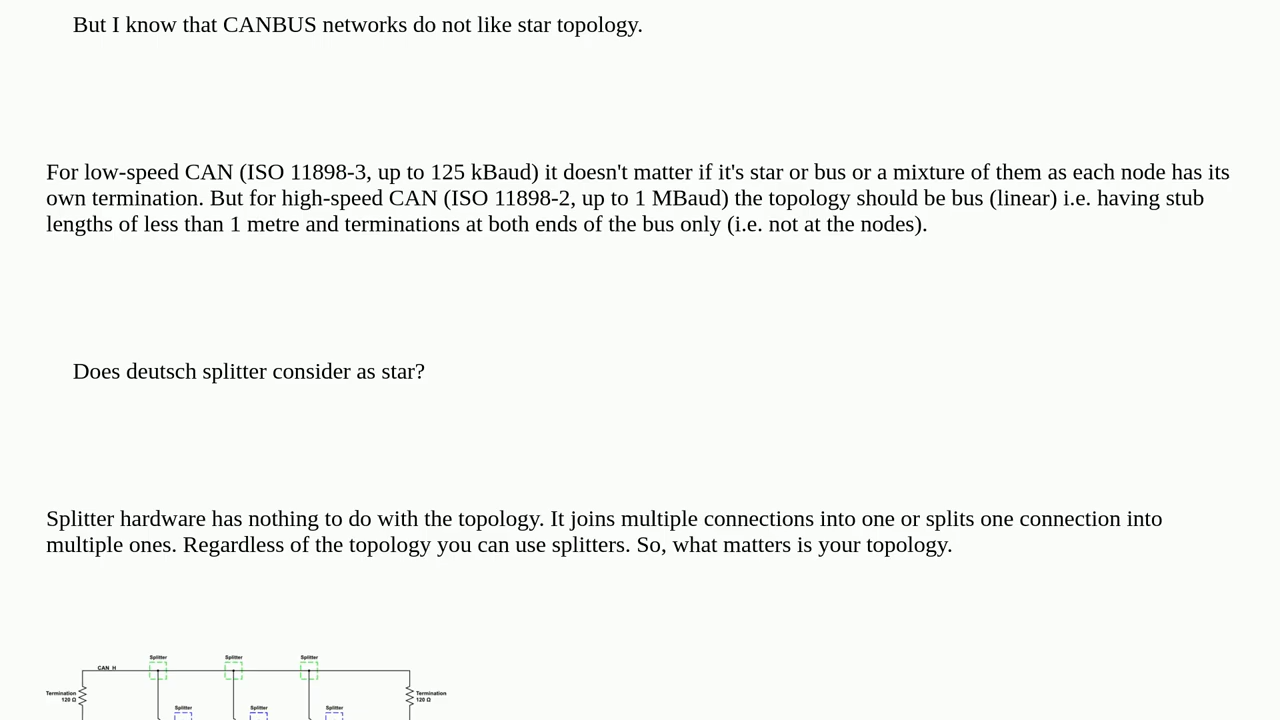 But I know that CANBUS networks do not like star topology.
For low-speed CAN (ISO 11898-3, up to 125 kBaud) it doesn't matter if it's star or bus or a mixture of them as each node has its
own termination. But for high-speed CAN (ISO 11898-2, up to 1 MBaud) the topology should be bus (linear) i.e. having stub
lengths of less than 1 metre and terminations at both ends of the bus only (i.e. not at the nodes).
Does deutsch splitter consider as star?
Splitter hardware has nothing to do with the topology. It joins multiple connections into one or splits one connection into
multiple ones. Regardless of the topology you can use splitters. So, what matters is your topology.
Splitter Splitter Splitter
CAN H
Termination Termination
120 Ω 120 Ω
Splitter Splitter Splitter